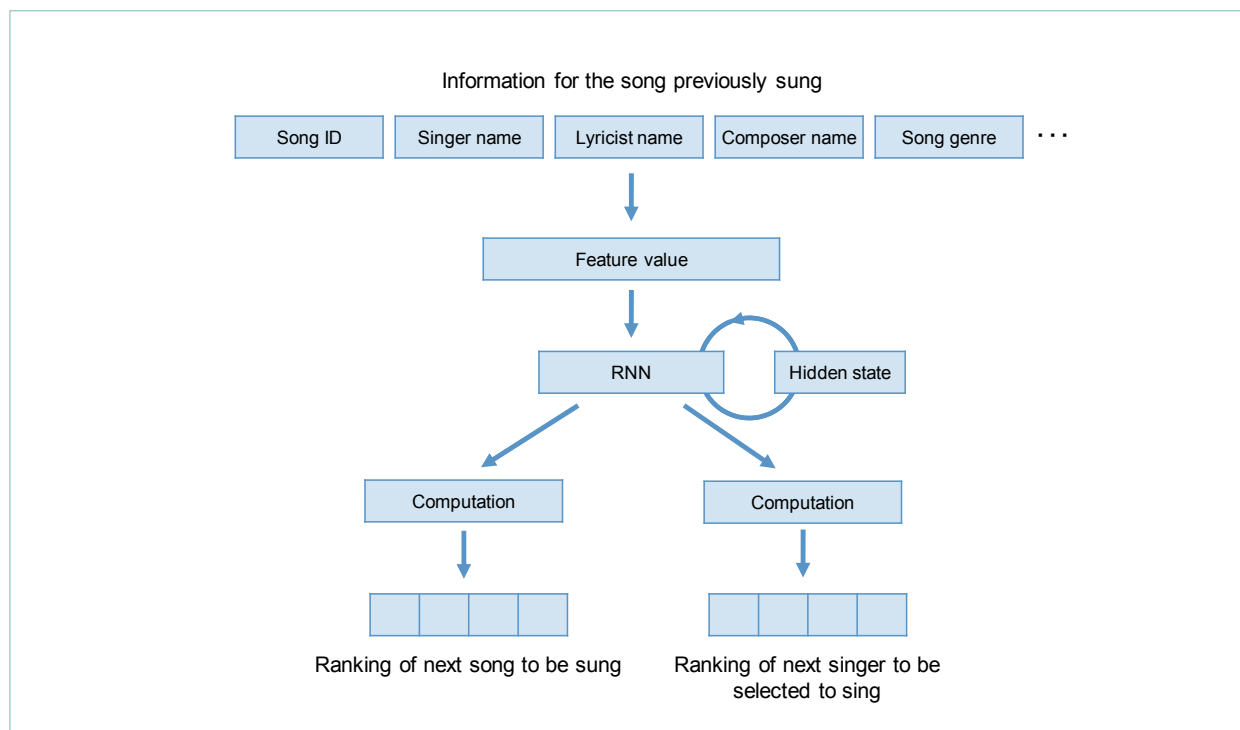 Information for the song previously sung
Song ID
Singer name
Lyricist name
Composer name
Song genre
· · ·
Feature value
RNN
Hidden state
Computation
Computation
Ranking of next song to be sung
Ranking of next singer to be
selected to sing